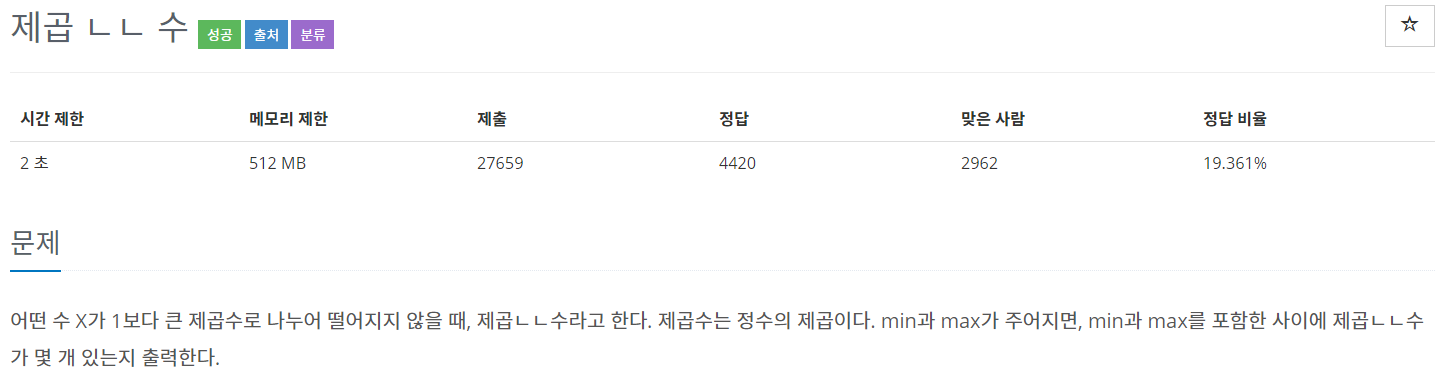 제곱 ㄴㄴ 수 성공 출처 분류
☆
시간 제한 메모리 제한 제출 정답 맞은 사람 정답 비율
2 초 512 MB 27659 4420 2962 19.361%
문제
어떤 수 X가 1보다 큰 제곱수로 나누어 떨어지지 않을 때, 제곱ㄴㄴ수라고 한다. 제곱수는 정수의 제곱이다. min과 max가 주어지면, min과 max를 포함한 사이에 제곱ㄴㄴ수
가 몇 개 있는지 출력한다.